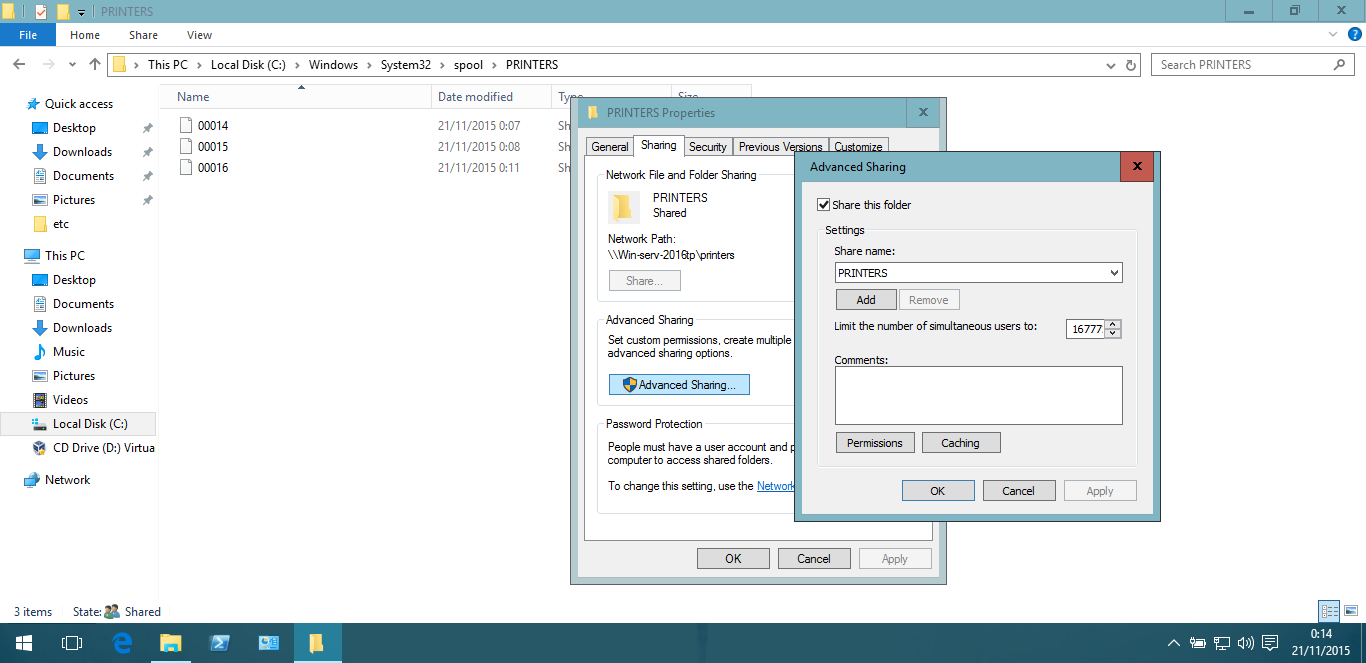 PRINTERS
File Home Share View
This PC Local Disk (C:) Windows System32 spool PRINTERS
Search PRINTERS
Quick access
Desktop
Downloads
Documents
Pictures
etc
This PC
Desktop
Documents
Downloads
Music
Pictures
Videos
Local Disk (C:)
CD Drive (D:) Virtua
Network
Name Date modified Type Size
00014 21/11/2015 0:07 Sh
00015 21/11/2015 0:08 Sh
00016 21/11/2015 0:11 Sh
PRINTERS Properties
General Sharing Security Previous Versions Customize
Network File and Folder Sharing
PRINTERS
Shared
Network Path:
\\Win-serv-2016tp\printers
Share...
Advanced Sharing
Set custom permissions, create multiple
advanced sharing options.
Advanced Sharing...
Password Protection
People must have a user account and p
computer to access shared folders.
To change this setting, use the Network
OK Cancel Apply
Advanced Sharing
Share this folder
Settings
Share name:
PRINTERS
Add Remove
Limit the number of simultaneous users to: 16777
Comments:
Permissions Caching
OK Cancel Apply
3 items State: Shared
0:14
21/11/2015